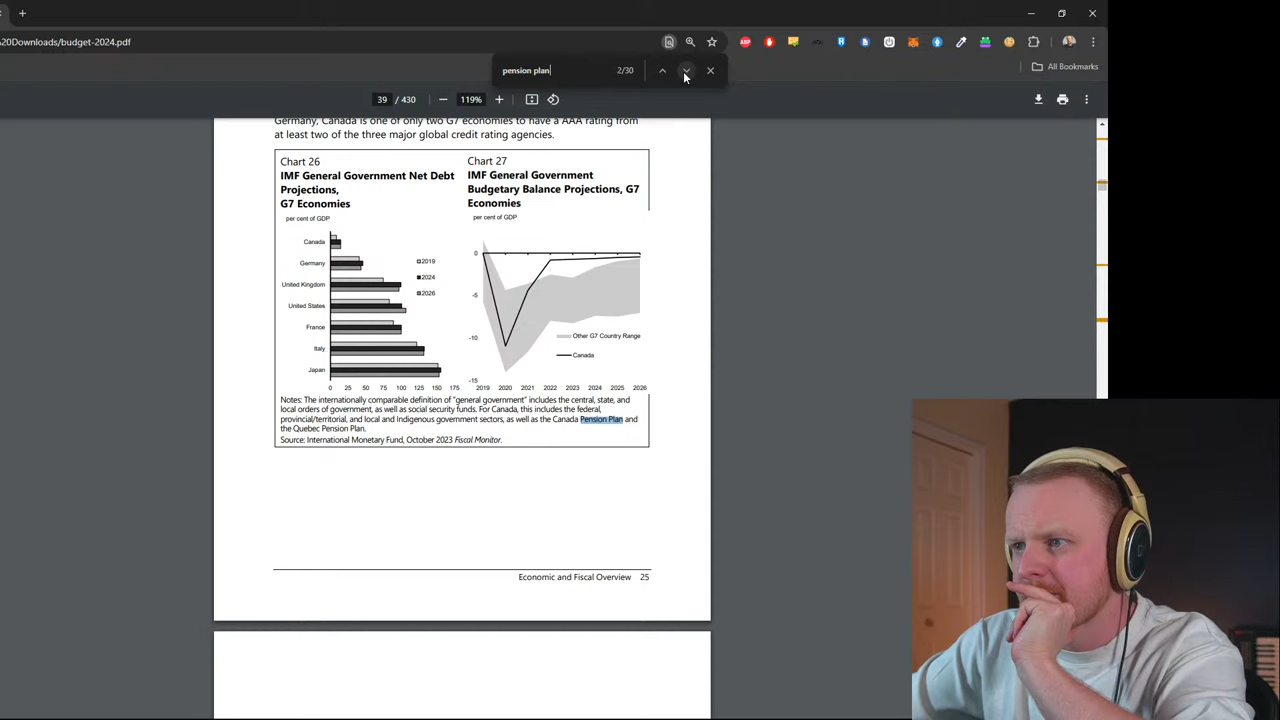 %20Downloads/budget-2024.pdf
pension plan
2/30
ASP
All Bookmarks
39 / 430
119%
Germany, Canada is one of only two G7 economies to have a AAA rating from
at least two of the three major global credit rating agencies.
Chart 26
IMF General Government Net Debt
Projections,
G7 Economies
per cent of GDP
Canada
Germany
United Kingdom
United States
France
Italy
Japan
2019
2024
2026
0 25 50 75 100 125 150 175
Chart 27
IMF General Government
Budgetary Balance Projections, G7
Economies
per cent of GDP
0
-5
-10
-15
Other G7 Country Range
Canada
2019 2020 2021 2022 2023 2024 2025 2026
Notes: The internationally comparable definition of "general government" includes the central, state, and
local orders of government, as well as social security funds. For Canada, this includes the federal,
provincial/territorial, and local and Indigenous government sectors, as well as the Canada Pension Plan and
the Quebec Pension Plan.
Source: International Monetary Fund, October 2023 Fiscal Monitor.
Economic and Fiscal Overview 25